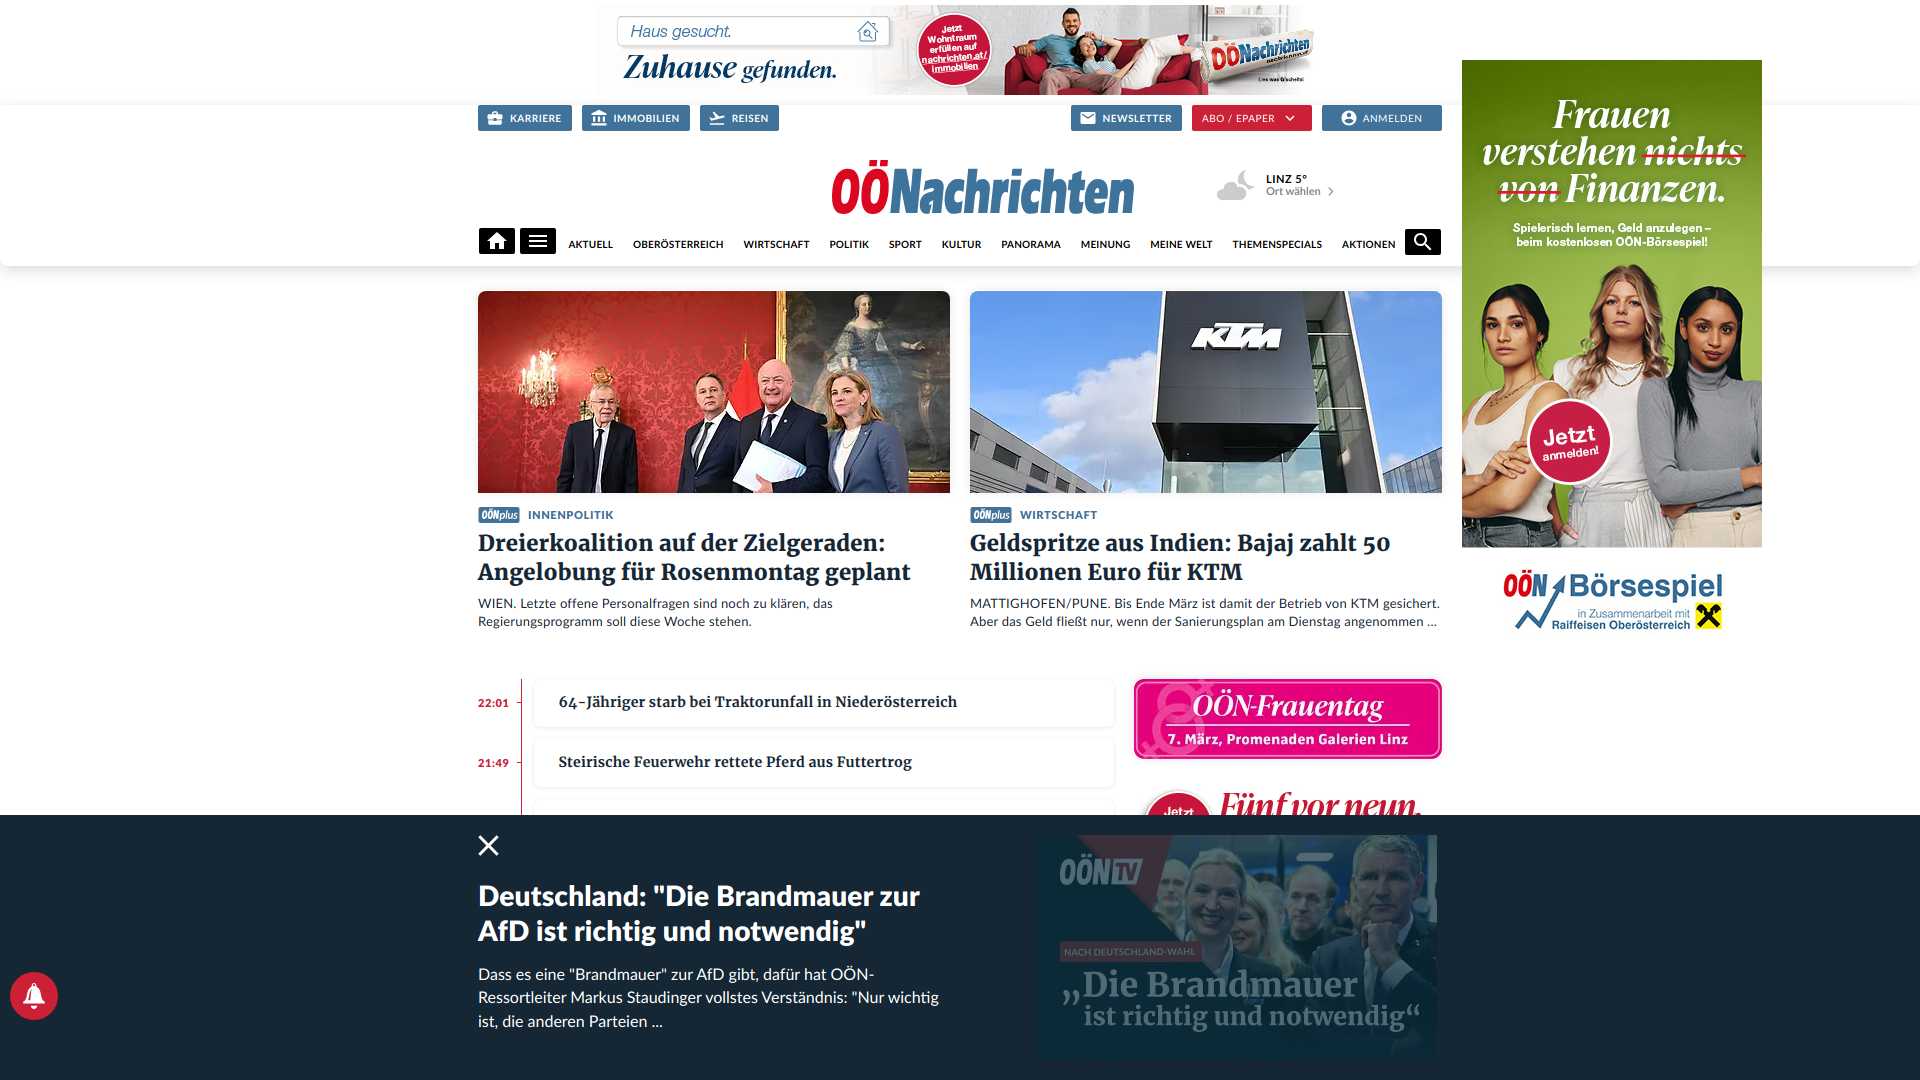 Haus gesucht.
Zuhause gefunden.
Jetzt
Wohntraum
erfüllen auf
nachrichten.at/
immobilien
OÖNachrichten
Lies was G'scheits!
KARRIERE
IMMOBILIEN
REISEN
NEWSLETTER
ABO / EPAPER
ANMELDEN
OÖNachrichten
LINZ 5°
Ort wählen
AKTUELL
OBERÖSTERREICH
WIRTSCHAFT
POLITIK
SPORT
KULTUR
PANORAMA
MEINUNG
MEINE WELT
THEMENSPECIALS
AKTIONEN
Frauen
verstehen nichts
von Finanzen.
Spielerisch lernen, Geld anzulegen –
beim kostenlosen OÖN-Börsespiel!
Jetzt
anmelden!
OÖN Börsespiel
in Zusammenarbeit mit
Raiffeisen Oberösterreich
KTM
OÖNplus INNENPOLITIK
Dreierkoalition auf der Zielgeraden:
Angelobung für Rosenmontag geplant
WIEN. Letzte offene Personalfragen sind noch zu klären, das
Regierungsprogramm soll diese Woche stehen.
OÖNplus WIRTSCHAFT
Geldspritze aus Indien: Bajaj zahlt 50
Millionen Euro für KTM
MATTIGHOFEN/PUNE. Bis Ende März ist damit der Betrieb von KTM gesichert.
Aber das Geld fließt nur, wenn der Sanierungsplan am Dienstag angenommen ...
22:01 64-Jähriger starb bei Traktorunfall in Niederösterreich
21:49 Steirische Feuerwehr rettete Pferd aus Futtertrog
OÖN-Frauentag
7. März, Promenaden Galerien Linz
Jetzt
Fünf vor neun.
Deutschland: "Die Brandmauer zur
AfD ist richtig und notwendig"
Dass es eine "Brandmauer" zur AfD gibt, dafür hat OÖN-
Ressortleiter Markus Staudinger vollstes Verständnis: "Nur wichtig
ist, die anderen Parteien ...
OÖN TV
NACH DEUTSCHLAND-WAHL
„Die Brandmauer
ist richtig und notwendig“